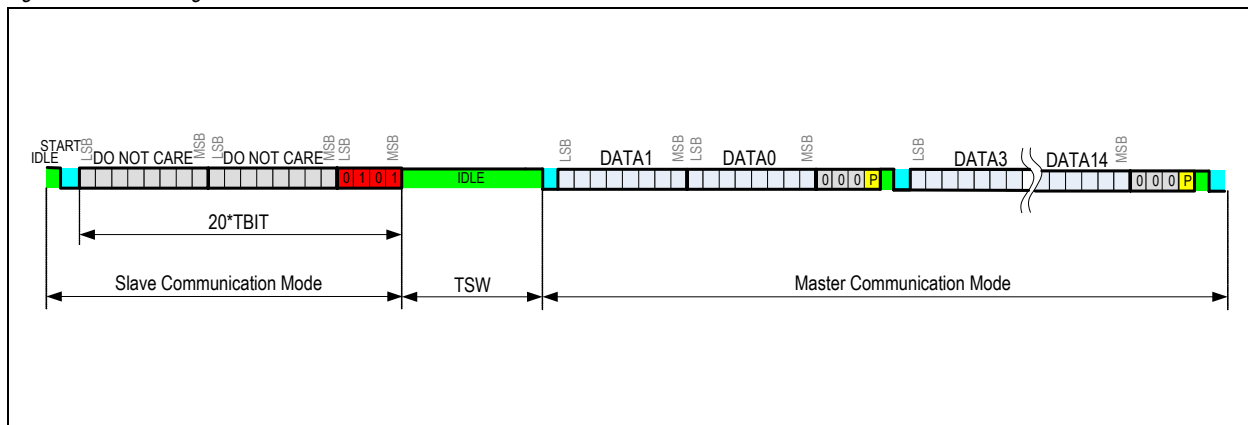 START
IDLE
LSB DO NOT CARE MSB LSB DO NOT CARE MSB LSB MSB
0 1 0 1
IDLE
LSB DATA1 MSB LSB DATA0 MSB
0 0 0 P
LSB DATA3 DATA14 MSB
0 0 0 P
20*TBIT
Slave Communication Mode
TSW
Master Communication Mode